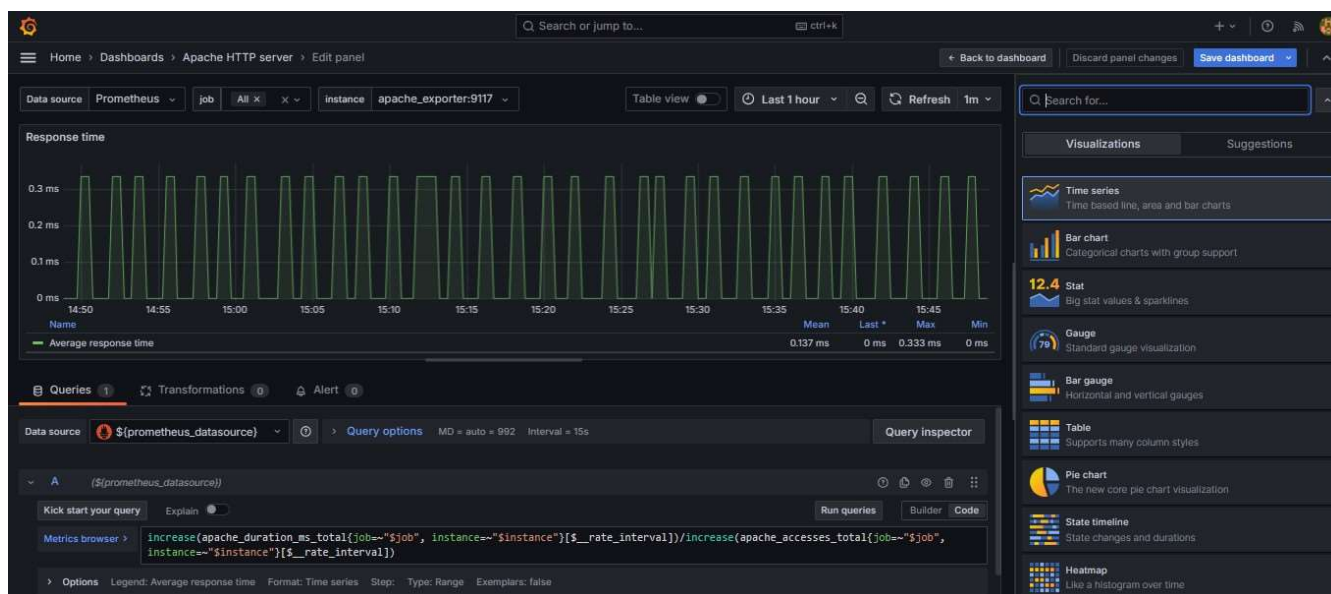 Search or jump to... ctrl+k
Home › Dashboards › Apache HTTP server › Edit panel
← Back to dashboard Discard panel changes Save dashboard
Data source Prometheus job All × × instance apache_exporter:9117
Table view Last 1 hour Refresh 1m
Response time
0.3 ms
0.2 ms
0.1 ms
0 ms
14:50 14:55 15:00 15:05 15:10 15:15 15:20 15:25 15:30 15:35 15:40 15:45
Name Mean Last * Max Min
Average response time 0.137 ms 0 ms 0.333 ms 0 ms
Queries 1 Transformations 0 Alert 0
Data source ${prometheus_datasource} › Query options MD = auto = 992 Interval = 15s Query inspector
A (${prometheus_datasource})
Kick start your query Explain Run queries Builder Code
Metrics browser › increase(apache_duration_ms_total{job=~"$job", instance=~"$instance"}[$__rate_interval])/increase(apache_accesses_total{job=~"$job",
instance=~"$instance"}[$__rate_interval])
› Options Legend: Average response time Format: Time series Step: Type: Range Exemplars: false
Search for...
Visualizations Suggestions
Time series
Time based line, area and bar charts
Bar chart
Categorical charts with group support
12.4 Stat
Big stat values & sparklines
79 Gauge
Standard gauge visualization
Bar gauge
Horizontal and vertical gauges
Table
Supports many column styles
Pie chart
The new core pie chart visualization
State timeline
State changes and durations
Heatmap
Like a histogram over time